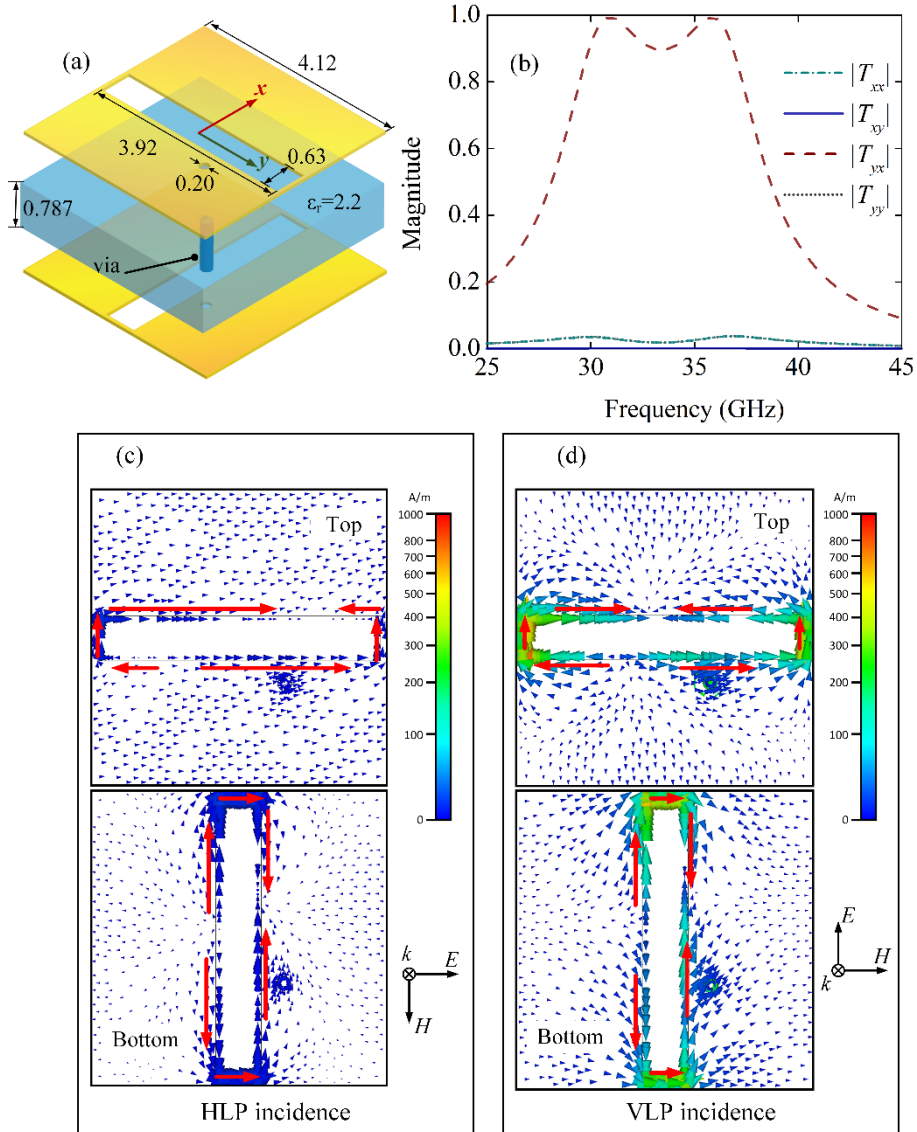 (a)
4.12
x
3.92
y
0.63
0.20
0.787
εr=2.2
via
(b)
Magnitude
1.0
0.8
0.6
0.4
0.2
0.0
|Txx|
|Txy|
|Tyx|
|Tyy|
25 30 35 40 45
Frequency (GHz)
(c)
Top
A/m
1000
800
700
600
500
400
300
200
100
0
Bottom
k
E
H
HLP incidence
(d)
Top
A/m
1000
800
700
600
500
400
300
200
100
0
Bottom
E
H
k
VLP incidence